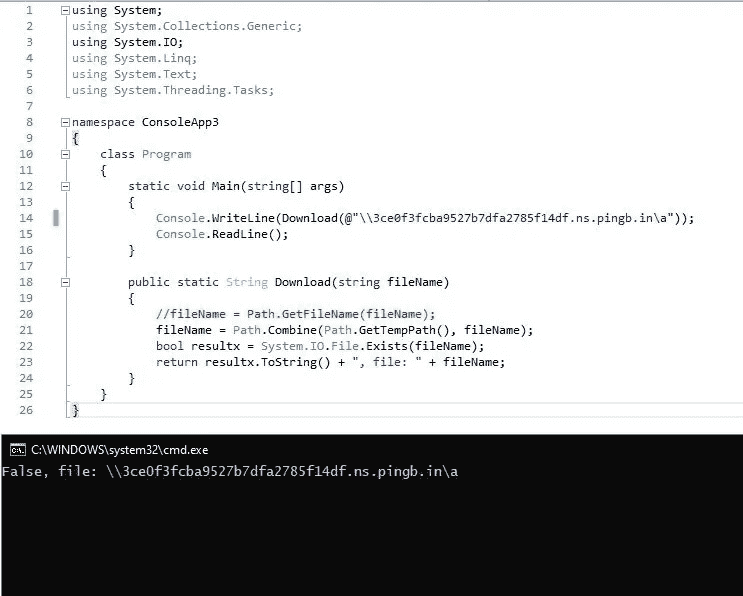 1 using System;
2 using System.Collections.Generic;
3 using System.IO;
4 using System.Linq;
5 using System.Text;
6 using System.Threading.Tasks;
7
8 namespace ConsoleApp3
9 {
10 class Program
11 {
12 static void Main(string[] args)
13 {
14 Console.WriteLine(Download(@"\\3ce0f3fcba9527b7dfa2785f14df.ns.pingb.in\a"));
15 Console.ReadLine();
16 }
17
18 public static String Download(string fileName)
19 {
20 //fileName = Path.GetFileName(fileName);
21 fileName = Path.Combine(Path.GetTempPath(), fileName);
22 bool resultx = System.IO.File.Exists(fileName);
23 return resultx.ToString() + ", file: " + fileName;
24 }
25 }
26 }
C:\WINDOWS\system32\cmd.exe
False, file: \\3ce0f3fcba9527b7dfa2785f14df.ns.pingb.in\a